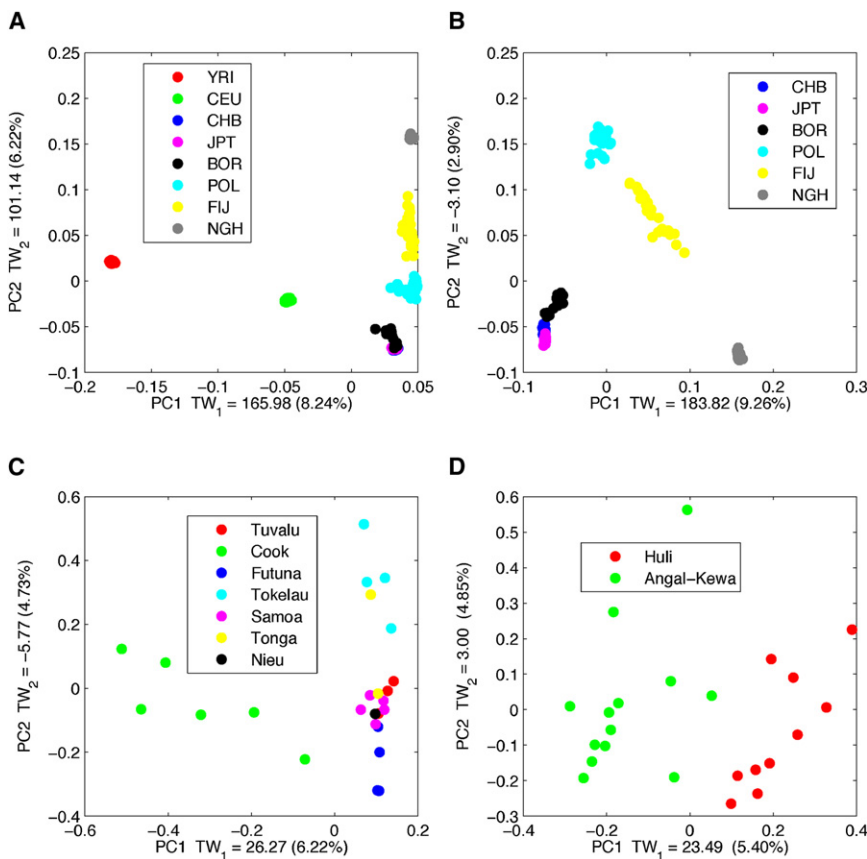 A
0.25
0.2
0.15
0.1
0.05
0
−0.05
−0.1
PC2 TW2 = 101.14 (6.22%)
YRI
CEU
CHB
JPT
BOR
POL
FIJ
NGH
−0.2
−0.15
−0.1
−0.05
0
0.05
PC1 TW1 = 165.98 (8.24%)
B
0.25
0.2
0.15
0.1
0.05
0
−0.05
−0.1
PC2 TW2 = −3.10 (2.90%)
CHB
JPT
BOR
POL
FIJ
NGH
−0.1
0
0.1
0.2
0.3
PC1 TW1 = 183.82 (9.26%)
C
0.6
0.4
0.2
0
−0.2
−0.4
PC2 TW2 = −5.77 (4.73%)
Tuvalu
Cook
Futuna
Tokelau
Samoa
Tonga
Nieu
−0.6
−0.4
−0.2
0
0.2
PC1 TW1 = 26.27 (6.22%)
D
0.6
0.5
0.4
0.3
0.2
0.1
0
−0.1
−0.2
−0.3
PC2 TW2 = 3.00 (4.85%)
Huli
Angal−Kewa
−0.4
−0.2
0
0.2
0.4
PC1 TW1 = 23.49 (5.40%)